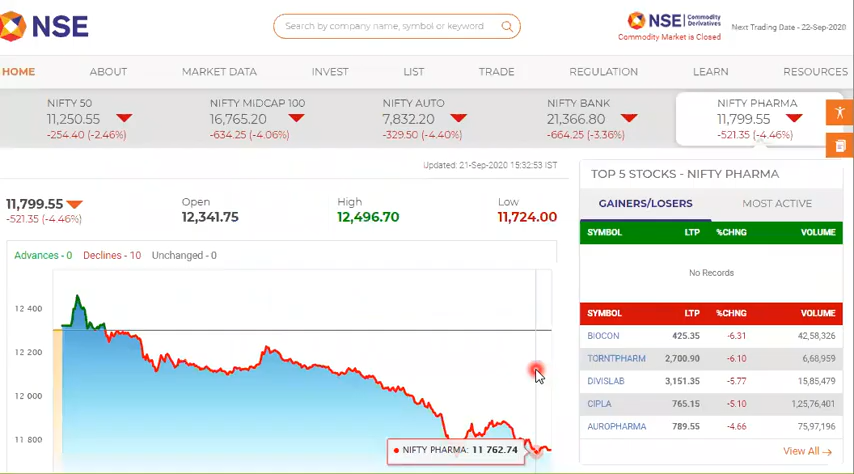 NSE
Search by company name, symbol or keyword
NSE | Commodity Derivatives
Commodity Market is Closed
Next Trading Date - 22-Sep-2020
HOME ABOUT MARKET DATA INVEST LIST TRADE REGULATION LEARN RESOURCES
NIFTY 50 NIFTY MIDCAP 100 NIFTY AUTO NIFTY BANK NIFTY PHARMA
11,250.55 16,765.20 7,832.20 21,366.80 11,799.55
-254.40 (-2.46%) -634.25 (-4.06%) -329.50 (-4.40%) -664.25 (-3.36%) -521.35 (-4.46%)
Updated: 21-Sep-2020 15:32:53 IST
11,799.55
-521.35 (-4.46%)
Open High Low
12,341.75 12,496.70 11,724.00
Advances - 0 Declines - 10 Unchanged - 0
12 400
12 200
12 000
11 800
NIFTY PHARMA: 11 762.74
TOP 5 STOCKS - NIFTY PHARMA
GAINERS/LOSERS MOST ACTIVE
SYMBOL LTP %CHNG VOLUME
No Records
SYMBOL LTP %CHNG VOLUME
BIOCON 425.35 -6.31 42,58,326
TORNTPHARM 2,700.90 -6.10 6,68,959
DIVISLAB 3,151.35 -5.77 15,85,479
CIPLA 765.15 -5.10 1,25,76,401
AUROPHARMA 789.55 -4.66 75,97,196
View All